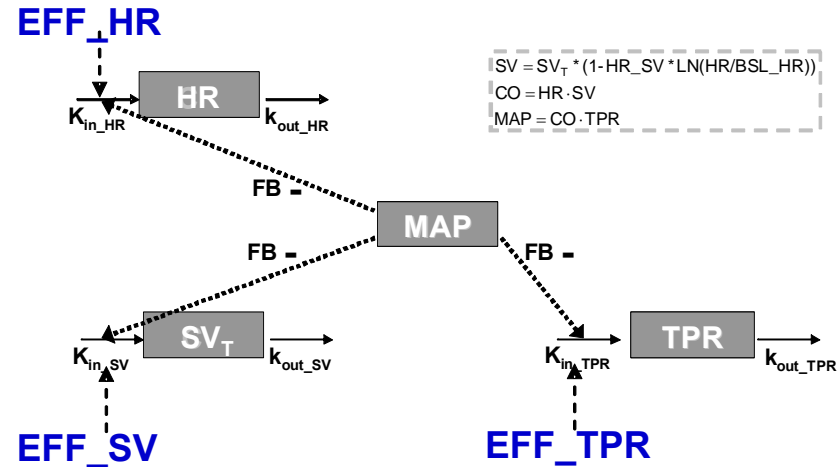 EFF_HR
SV = SV_T * (1-HR_SV * LN(HR/BSL_HR))
CO = HR · SV
MAP = CO · TPR
HR
K_in_HR
k_out_HR
FB -
MAP
FB -
FB -
SV_T
K_in_SV
k_out_SV
TPR
K_in_TPR
k_out_TPR
EFF_SV
EFF_TPR